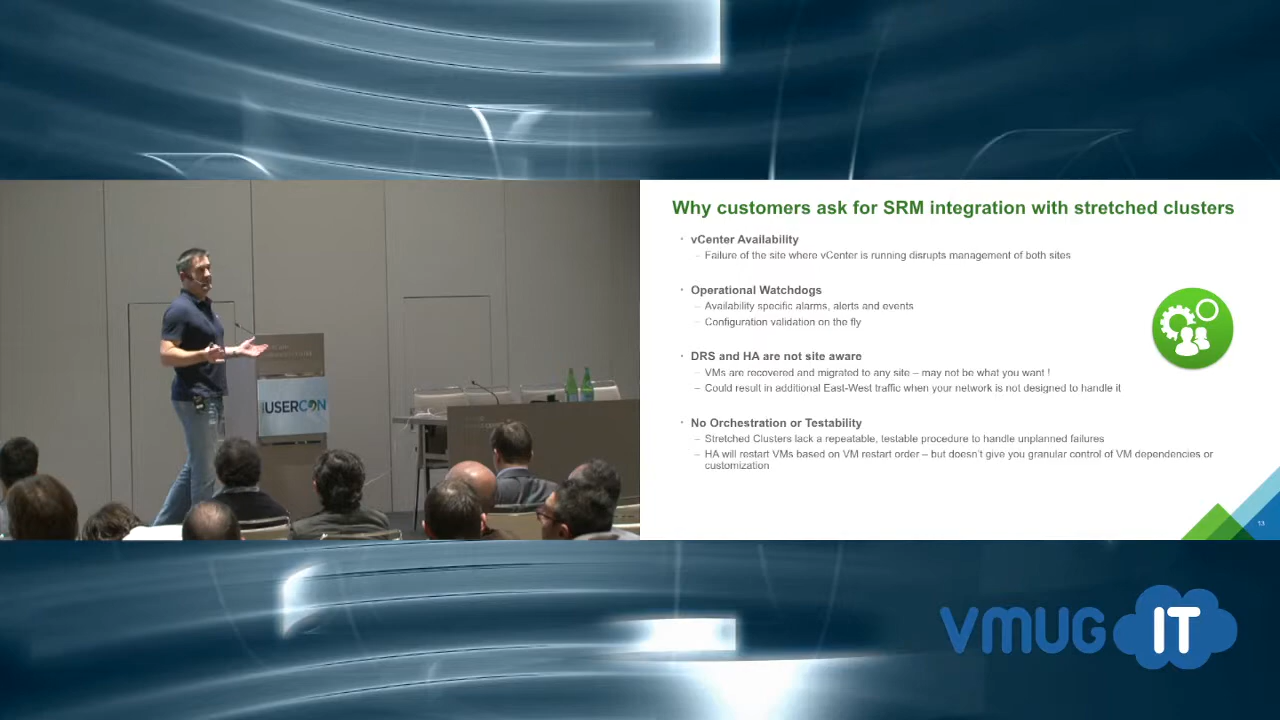 Why customers ask for SRM integration with stretched clusters
• vCenter Availability
– Failure of the site where vCenter is running disrupts management of both sites
• Operational Watchdogs
– Availability specific alarms, alerts and events
– Configuration validation on the fly
• DRS and HA are not site aware
– VMs are recovered and migrated to any site – may not be what you want !
– Could result in additional East-West traffic when your network is not designed to handle it
• No Orchestration or Testability
– Stretched Clusters lack a repeatable, testable procedure to handle unplanned failures
– HA will restart VMs based on VM restart order – but doesn't give you granular control of VM dependencies or
customization
13
USERCON
VMUG IT